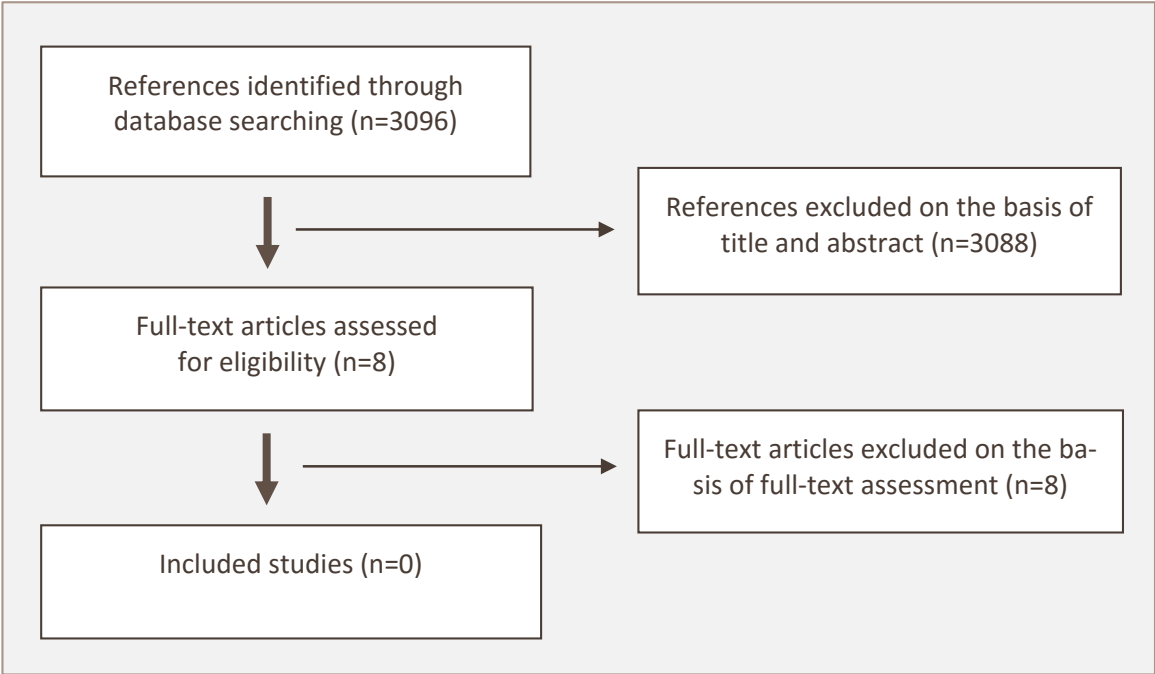 References identified through
database searching (n=3096)
References excluded on the basis of
title and abstract (n=3088)
Full-text articles assessed
for eligibility (n=8)
Full-text articles excluded on the ba-
sis of full-text assessment (n=8)
Included studies (n=0)